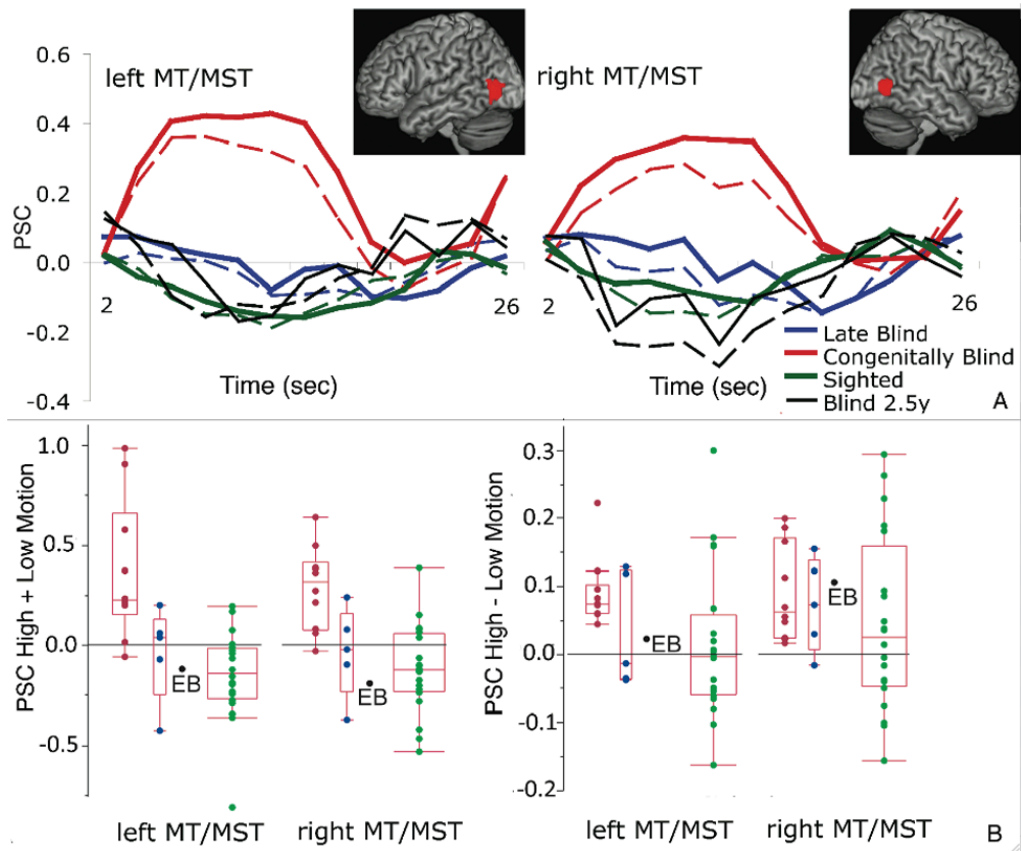 0.6
0.4
0.2
0.0
-0.2
-0.4
PSC
left MT/MST
2
26
Time (sec)
right MT/MST
2
26
Time (sec)
Late Blind
Congenitally Blind
Sighted
Blind 2.5y
A
1.0
0.5
0.0
-0.5
PSC High + Low Motion
EB
EB
left MT/MST
right MT/MST
0.3
0.2
0.1
0.0
-0.1
-0.2
PSC High - Low Motion
EB
EB
left MT/MST
right MT/MST
B